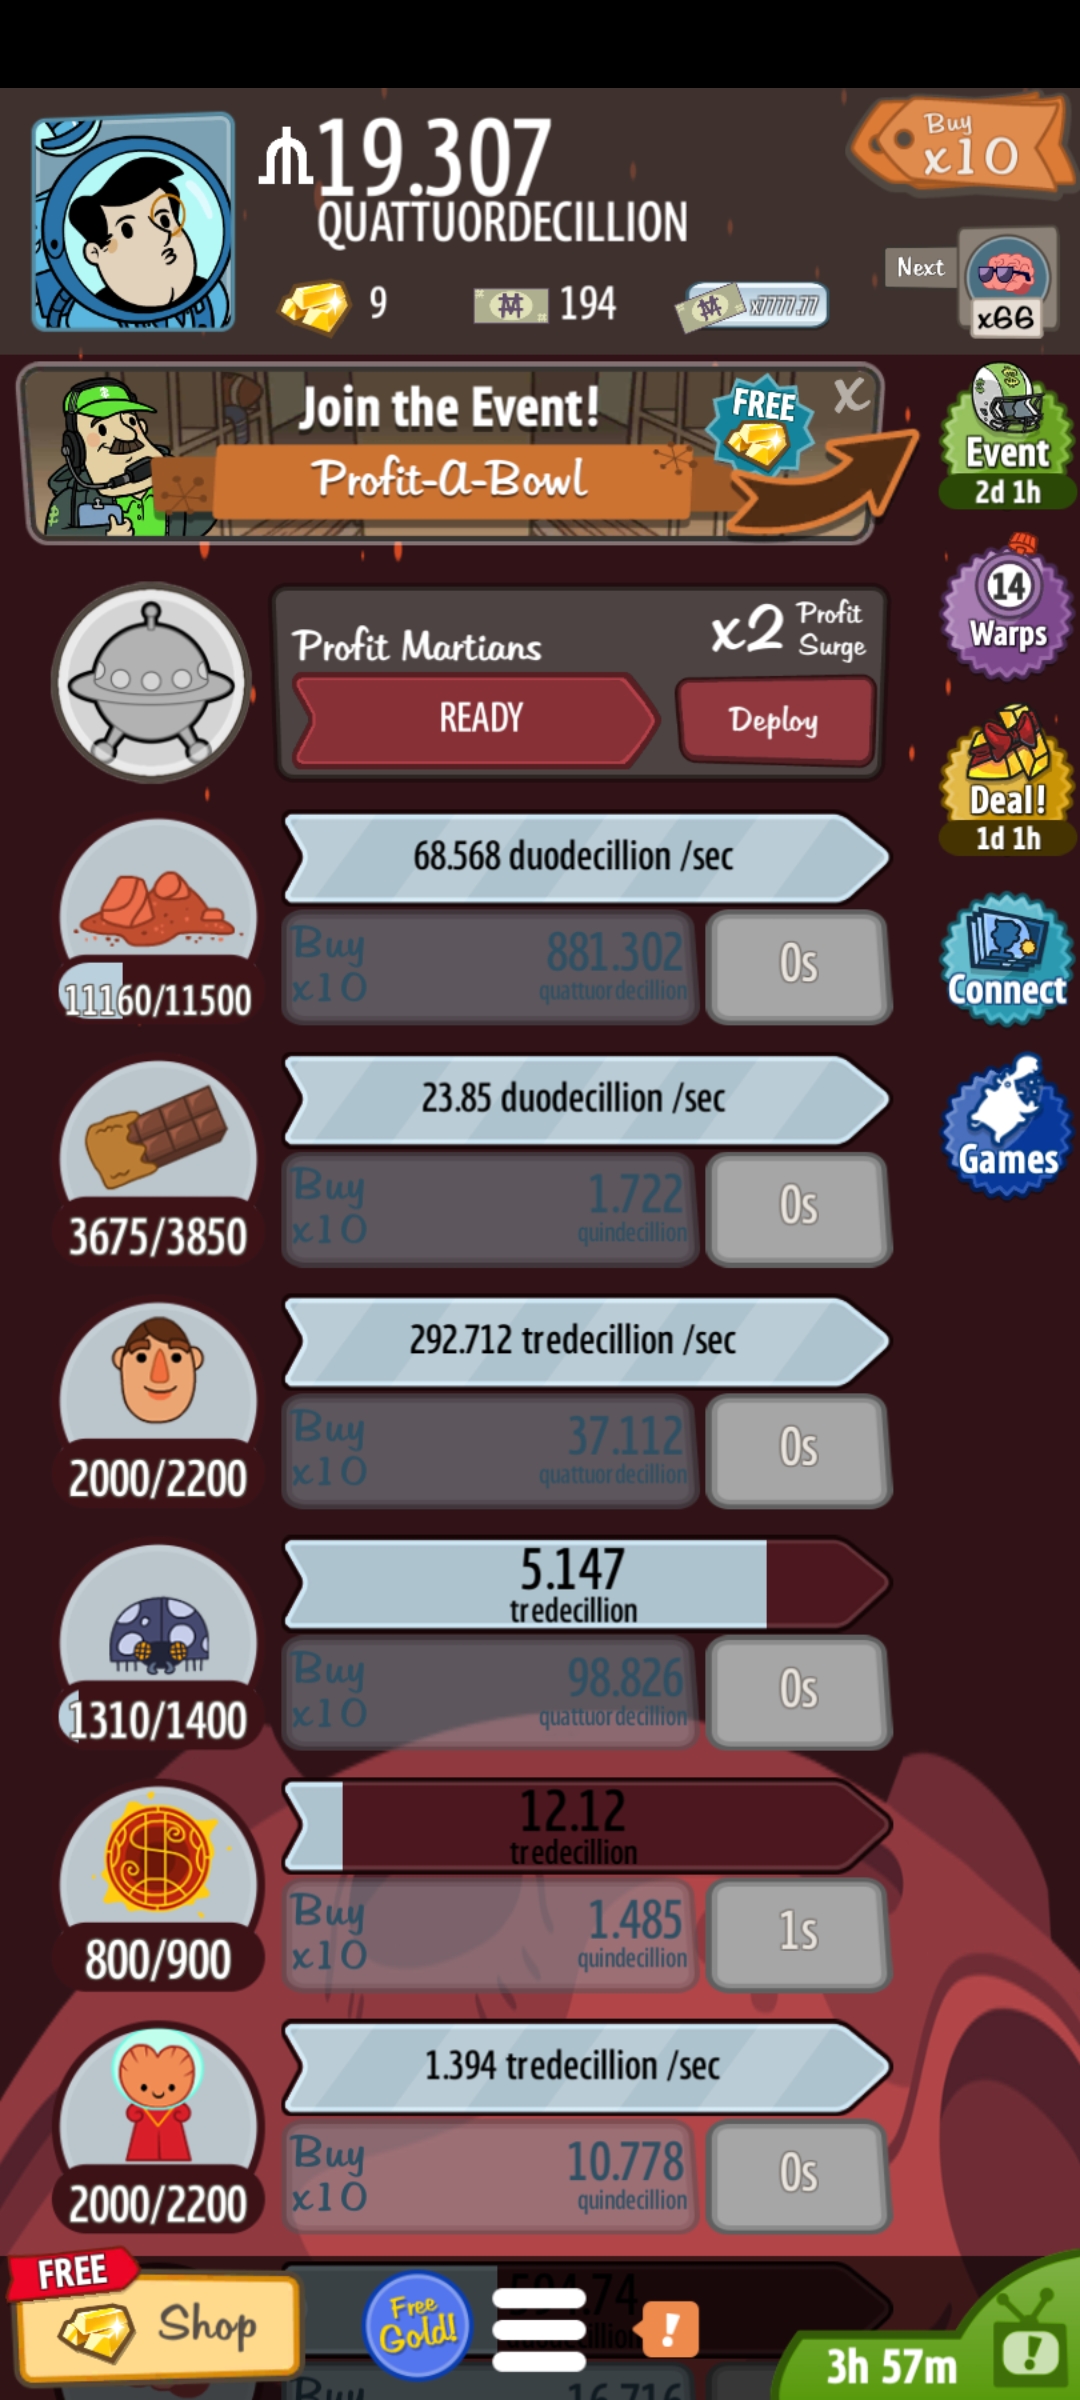 19.307
QUATTUORDECILLION
Buy
x10
9
194
x7777.77
Next
x66
Join the Event!
Profit-A-Bowl
FREE
X
Event
2d 1h
Profit Martians
x2 Profit
Surge
READY
Deploy
14
Warps
Deal!
1d 1h
68.568 duodecillion /sec
11160/11500
Buy
x10
881.302
quattuordecillion
0s
Connect
23.85 duodecillion /sec
3675/3850
Buy
x10
1.722
quindecillion
0s
Games
292.712 tredecillion /sec
2000/2200
Buy
x10
37.112
quattuordecillion
0s
5.147
tredecillion
1310/1400
Buy
x10
98.826
quattuordecillion
0s
12.12
tredecillion
800/900
Buy
x10
1.485
quindecillion
1s
1.394 tredecillion /sec
2000/2200
Buy
x10
10.778
quindecillion
0s
FREE
Shop
Free
Gold!
!
594.74
3h 57m
!
Buy
16.716